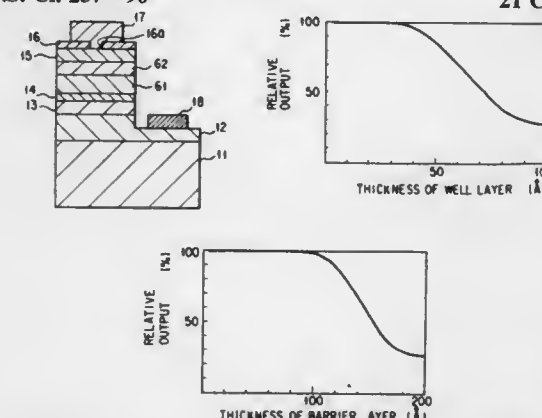 21 C
17
16
16a
15
62
61
14
13
18
12
11
RELATIVE OUTPUT [%]
100
50
50
THICKNESS OF WELL LAYER [Å
RELATIVE OUTPUT [%]
100
50
100
200
THICKNESS OF BARRIER LAYER [Å]